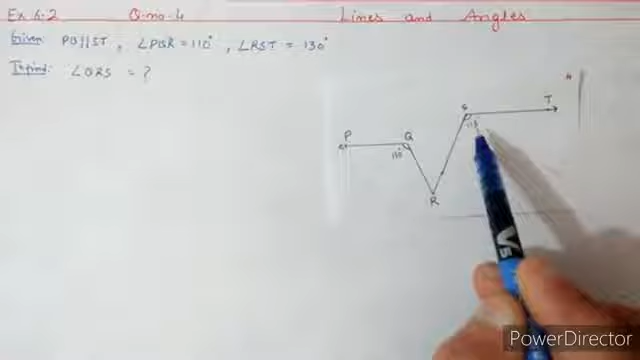 Ex 6.2 Q.no.4 Lines and Angles
Given: PQ||ST, ∠PQR = 110°, ∠RST = 130°
To find: ∠QRS = ?
S T
P Q
R
V5
PowerDirector